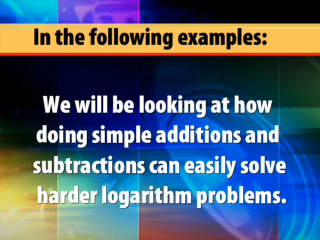 In the following examples:
We will be looking at how
doing simple additions and
subtractions can easily solve
harder logarithm problems.